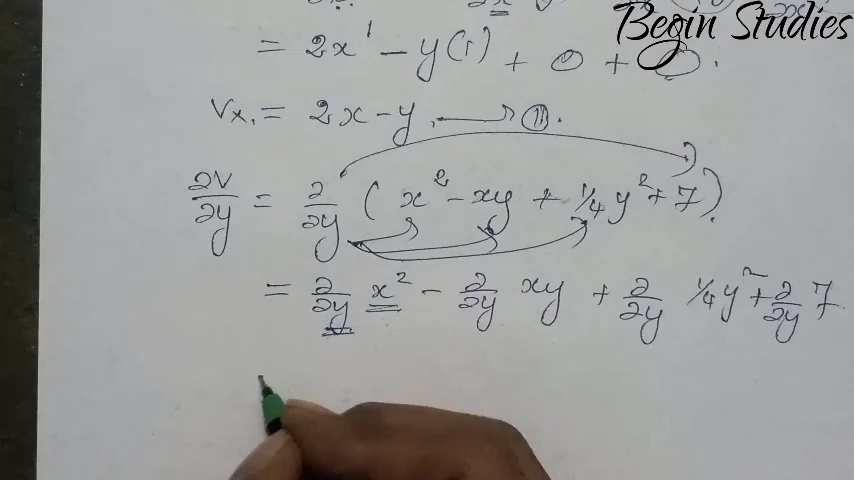 Begin Studies
= 2x¹ - y(1) + 0 + 0.
Vx. = 2x - y. → (II).
∂V/∂y = ∂/∂y ( x² - xy + 1/4 y² + 7 ).
= ∂/∂y x² - ∂/∂y xy + ∂/∂y 1/4 y² + ∂/∂y 7